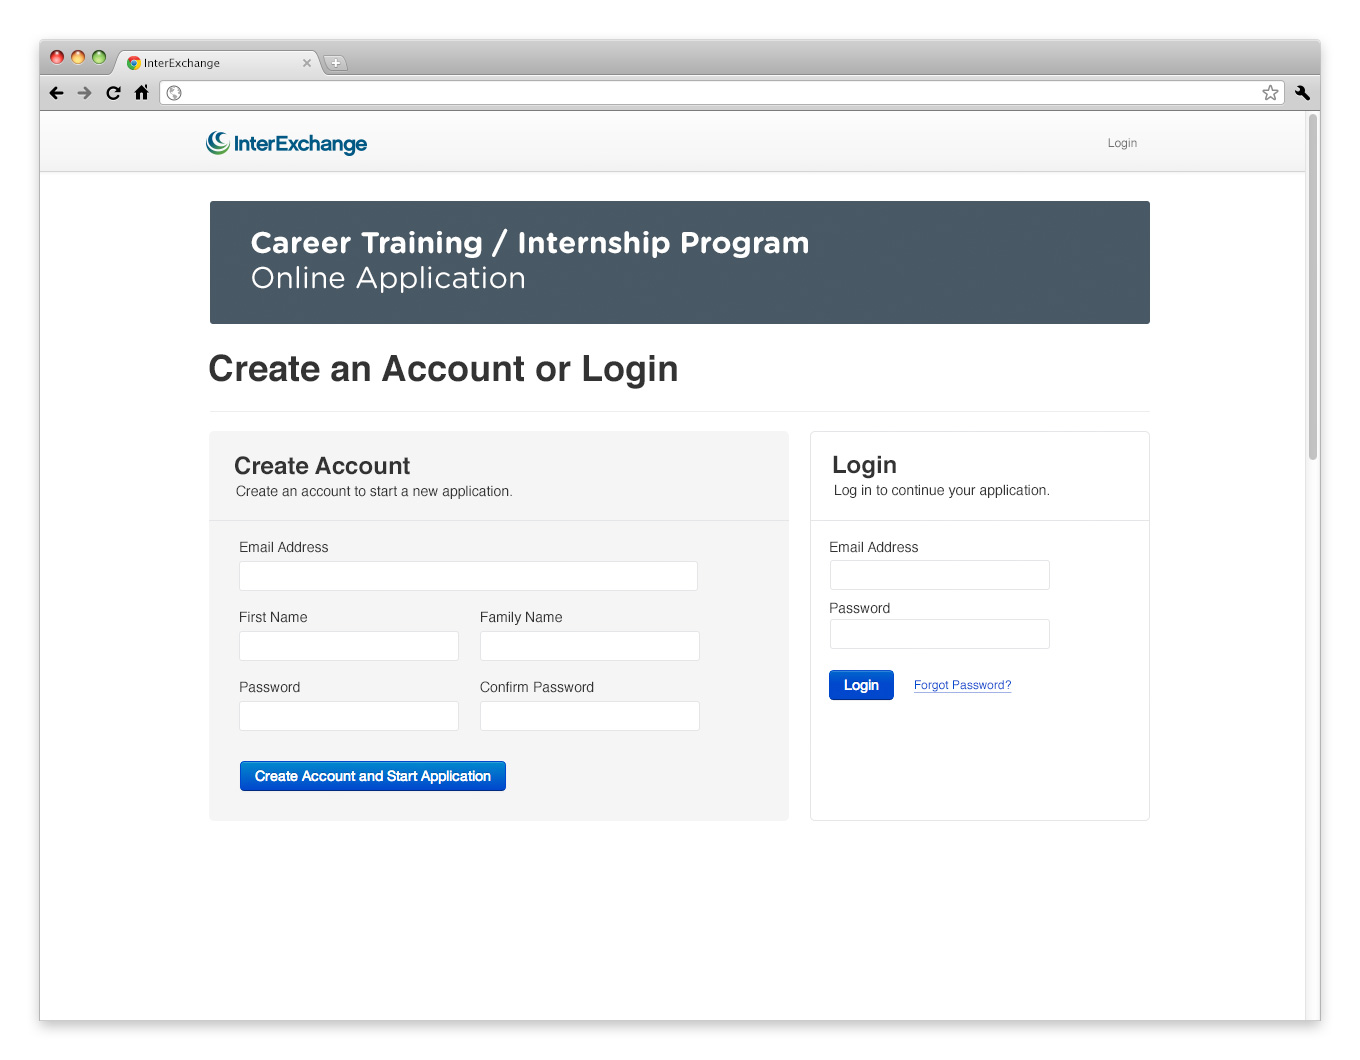 InterExchange
InterExchange
Login
Career Training / Internship Program
Online Application
Create an Account or Login
Create Account
Create an account to start a new application.
Email Address
First Name
Family Name
Password
Confirm Password
Create Account and Start Application
Login
Log in to continue your application.
Email Address
Password
Login
Forgot Password?